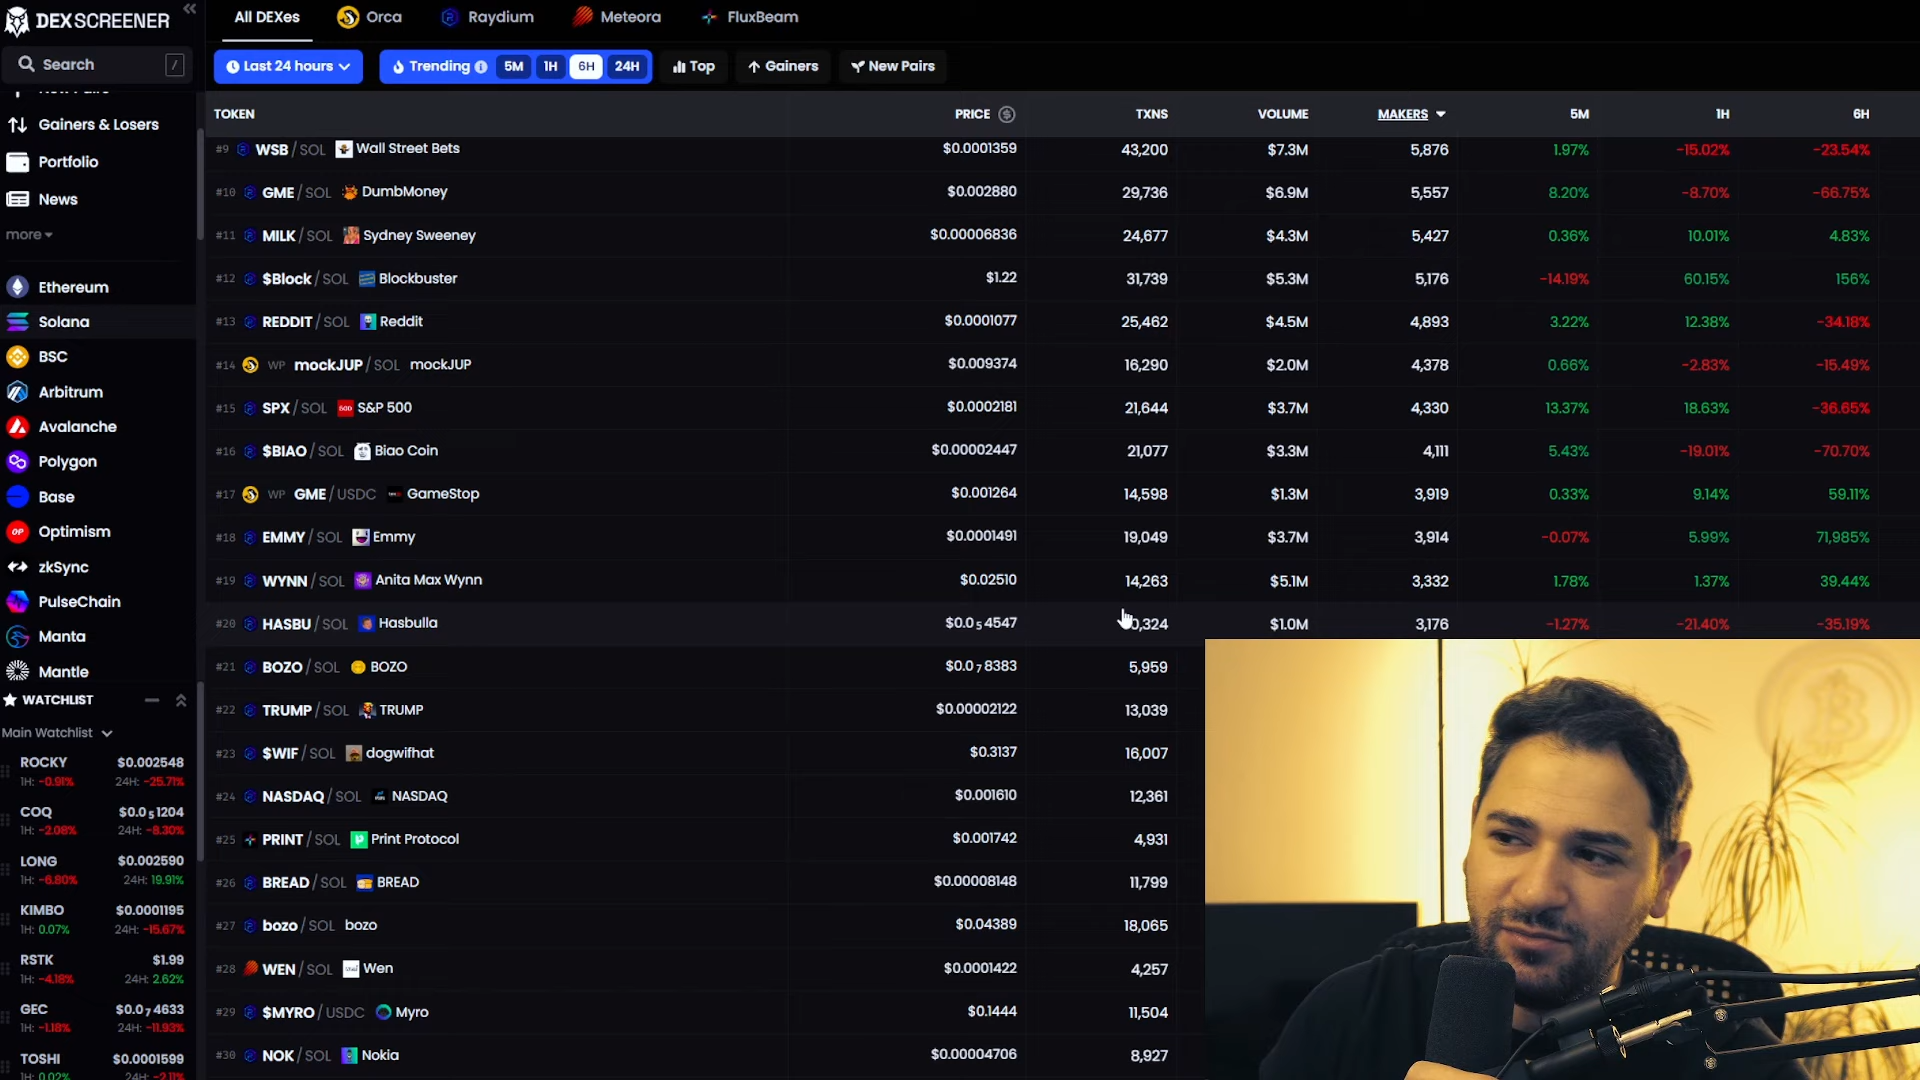 DEXSCREENER
All DEXes Orca Raydium Meteora FluxBeam
Search /
Last 24 hours Trending 5M 1H 6H 24H Top Gainers New Pairs
Gainers & Losers
Portfolio
News
more
Ethereum
Solana
BSC
Arbitrum
Avalanche
Polygon
Base
Optimism
zkSync
PulseChain
Manta
Mantle
WATCHLIST
Main Watchlist
ROCKY $0.002548
1H: -0.91% 24H: -25.71%
COQ $0.0₅1204
1H: -2.08% 24H: -8.30%
LONG $0.002590
1H: -6.80% 24H: 19.91%
KIMBO $0.0001195
1H: 0.07% 24H: -15.67%
RSTK $1.99
1H: -4.18% 24H: 2.62%
GEC $0.0₇4633
1H: -1.18% 24H: -11.93%
TOSHI $0.0001599
1H: 0.02% 24H: -2.11%
TOKEN PRICE TXNS VOLUME MAKERS 5M 1H 6H
#9 WSB / SOL Wall Street Bets $0.0001359 43,200 $7.3M 5,876 1.97% -15.02% -23.54%
#10 GME / SOL DumbMoney $0.002880 29,736 $6.9M 5,557 8.20% -8.70% -66.75%
#11 MILK / SOL Sydney Sweeney $0.00006836 24,677 $4.3M 5,427 0.36% 10.01% 4.83%
#12 $Block / SOL Blockbuster $1.22 31,739 $5.3M 5,176 -14.19% 60.15% 156%
#13 REDDIT / SOL Reddit $0.0001077 25,462 $4.5M 4,893 3.22% 12.38% -34.18%
#14 WP mockJUP / SOL mockJUP $0.009374 16,290 $2.0M 4,378 0.66% -2.83% -15.49%
#15 SPX / SOL S&P 500 $0.0002181 21,644 $3.7M 4,330 13.37% 18.63% -36.65%
#16 $BIAO / SOL Biao Coin $0.00002447 21,077 $3.3M 4,111 5.43% -19.01% -70.70%
#17 WP GME / USDC GameStop $0.001264 14,598 $1.3M 3,919 0.33% 9.14% 59.11%
#18 EMMY / SOL Emmy $0.0001491 19,049 $3.7M 3,914 -0.07% 5.99% 71,985%
#19 WYNN / SOL Anita Max Wynn $0.02510 14,263 $5.1M 3,332 1.78% 1.37% 39.44%
#20 HASBU / SOL Hasbulla $0.0₅4547 0,324 $1.0M 3,176 -1.27% -21.40% -35.19%
#21 BOZO / SOL BOZO $0.0₇8383 5,959
#22 TRUMP / SOL TRUMP $0.00002122 13,039
#23 $WIF / SOL dogwifhat $0.3137 16,007
#24 NASDAQ / SOL NASDAQ $0.001610 12,361
#25 PRINT / SOL Print Protocol $0.001742 4,931
#26 BREAD / SOL BREAD $0.00008148 11,799
#27 bozo / SOL bozo $0.04389 18,065
#28 WEN / SOL Wen $0.0001422 4,257
#29 $MYRO / USDC Myro $0.1444 11,504
#30 NOK / SOL Nokia $0.00004706 8,927